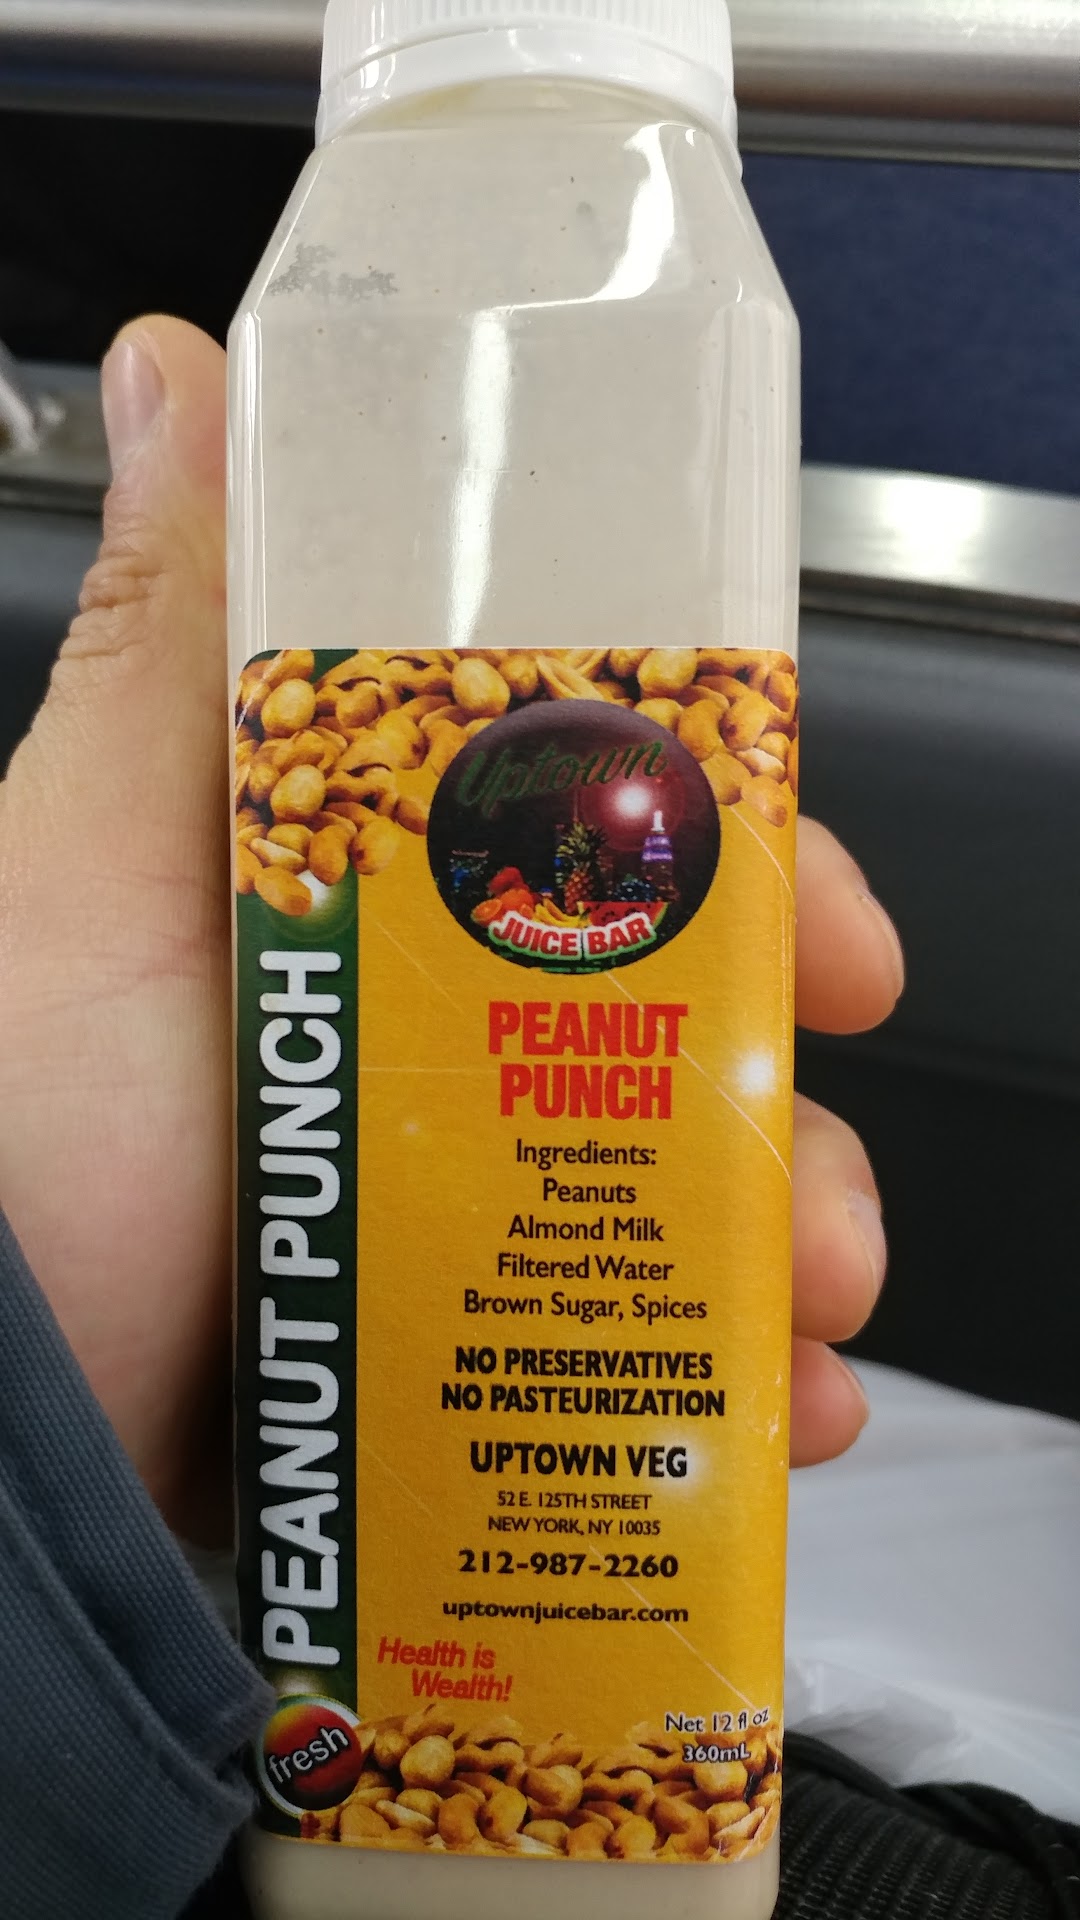 Uptown
JUICE BAR
PEANUT PUNCH
PEANUT
PUNCH
Ingredients:
Peanuts
Almond Milk
Filtered Water
Brown Sugar, Spices
NO PRESERVATIVES
NO PASTEURIZATION
UPTOWN VEG
52 E. 125TH STREET
NEW YORK, NY 10035
212-987-2260
uptownjuicebar.com
Health is
Wealth!
fresh
Net 12 fl oz
360mL